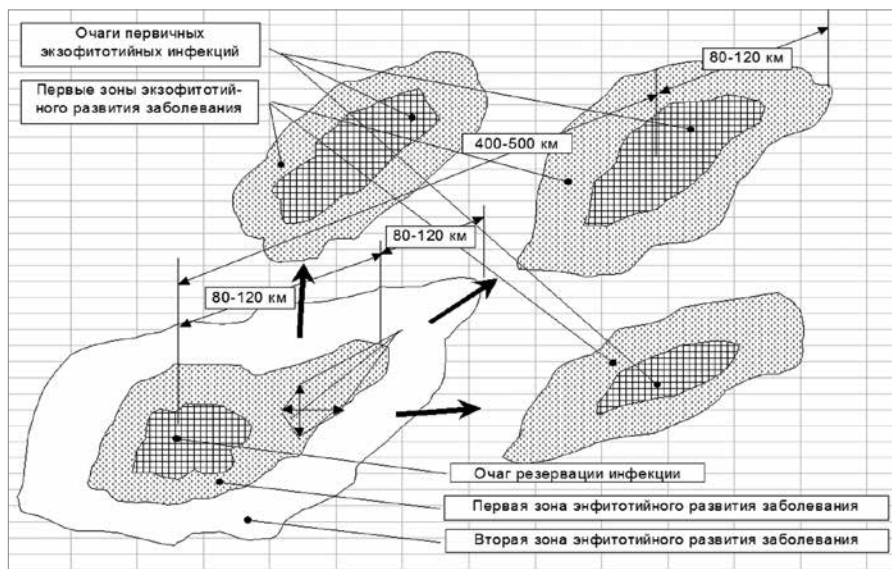 Очаги первичных
экзофитотийных инфекций
Первые зоны экзофитотий-
ного развития заболевания
80-120 км
400-500 км
80-120 км
80-120 км
Очаг резервации инфекции
Первая зона энфитотийного развития заболевания
Вторая зона энфитотийного развития заболевания